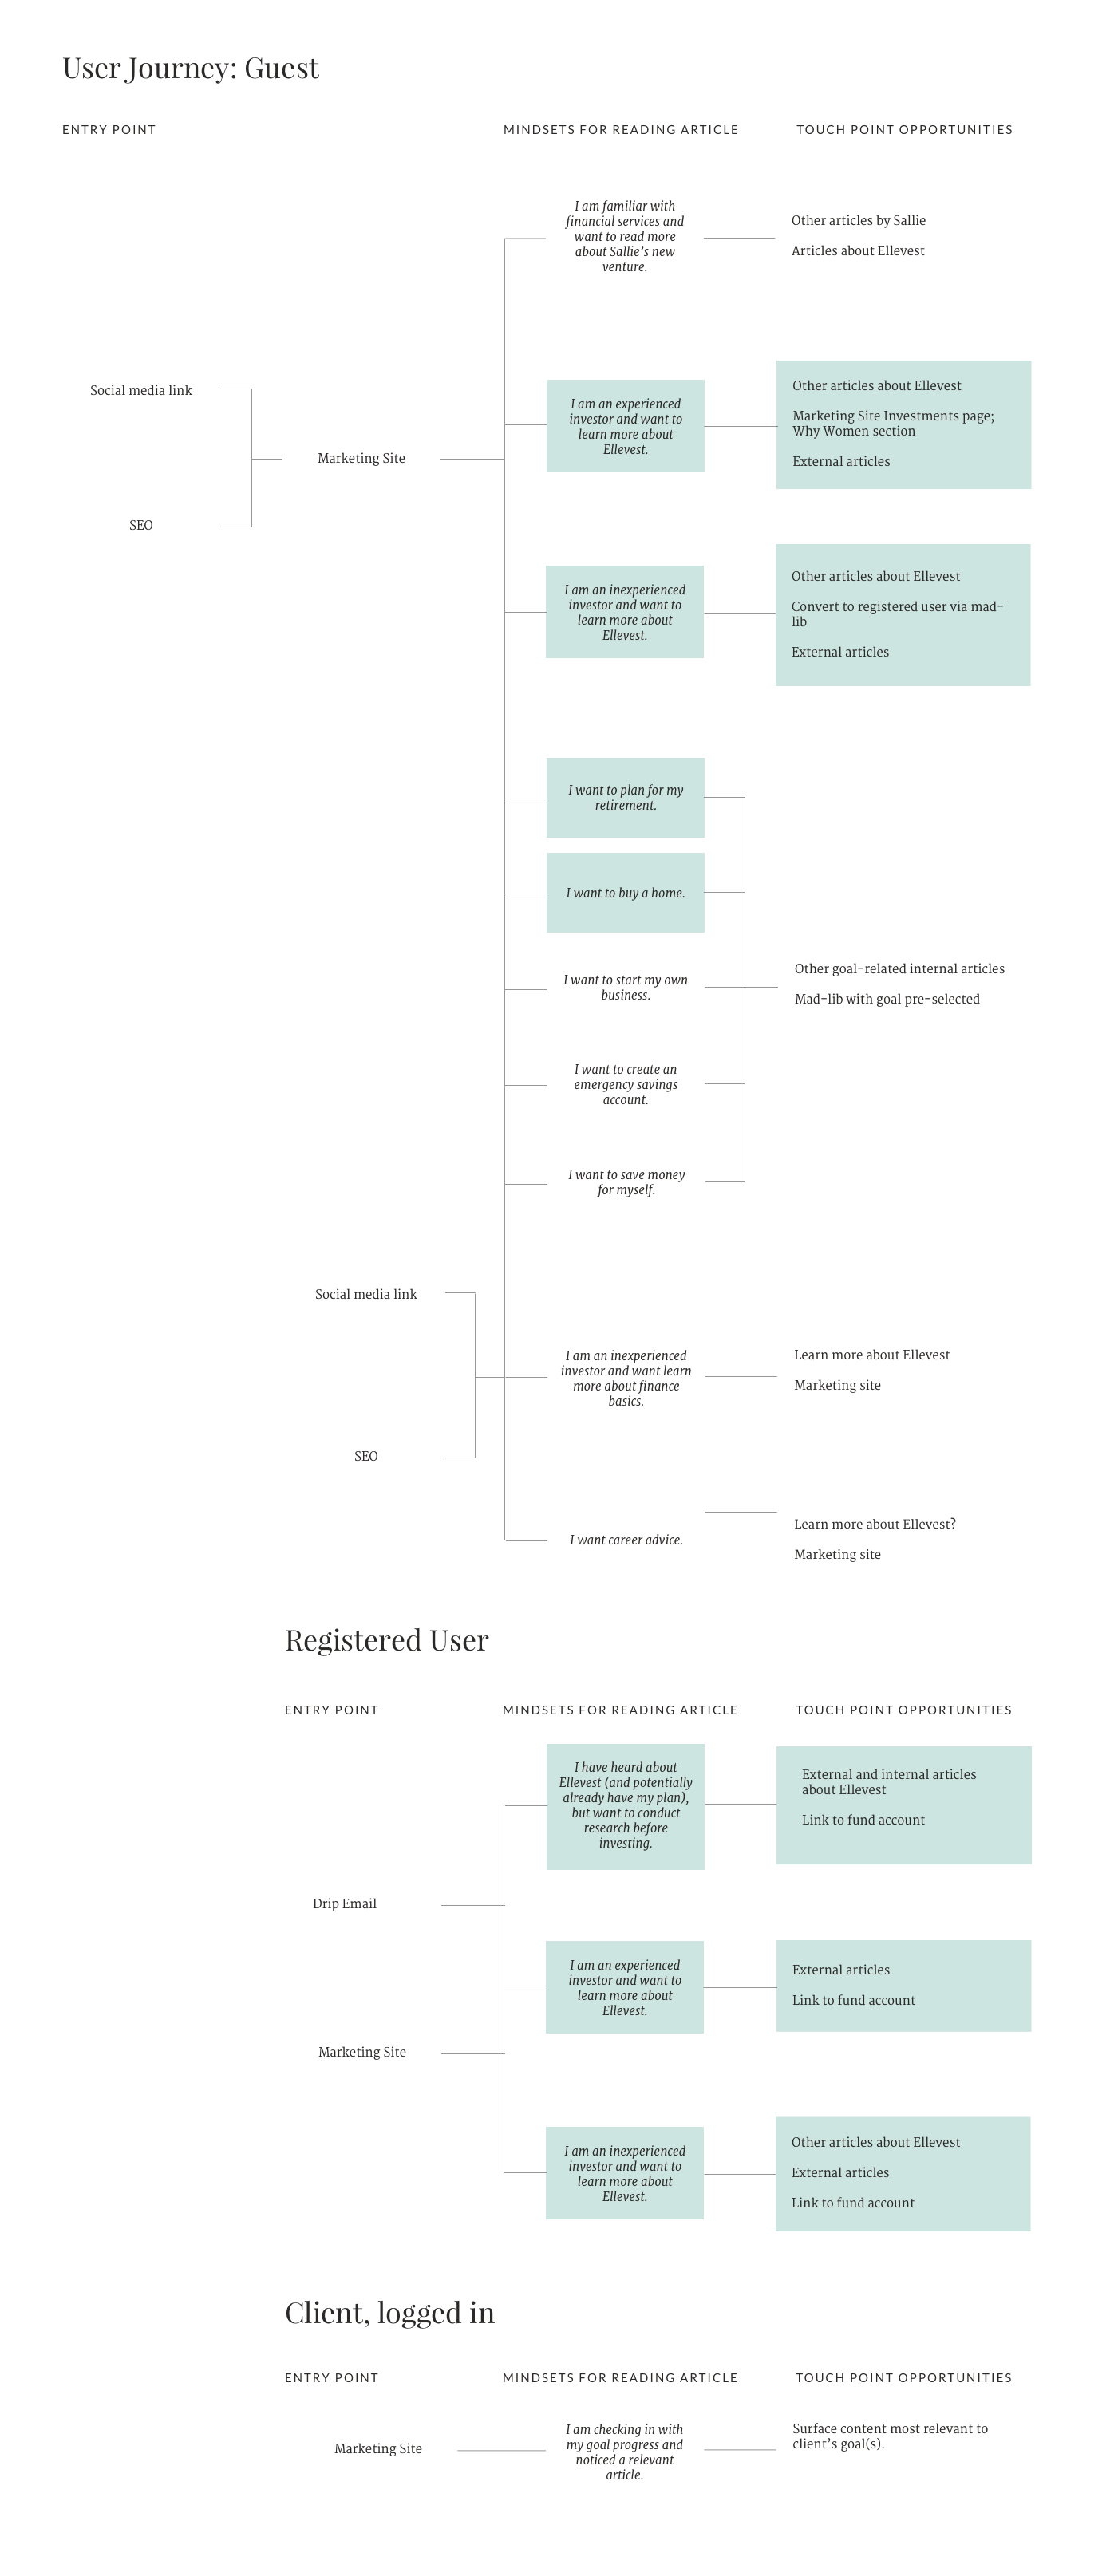 User Journey: Guest
ENTRY POINT
MINDSETS FOR READING ARTICLE
TOUCH POINT OPPORTUNITIES
I am familiar with
financial services and
want to read more
about Sallie's new
venture.
Other articles by Sallie
Articles about Ellevest
Social media link
SEO
Marketing Site
I am an experienced
investor and want to
learn more about
Ellevest.
Other articles about Ellevest
Marketing Site Investments page;
Why Women section
External articles
I am an inexperienced
investor and want to
learn more about
Ellevest.
Other articles about Ellevest
Convert to registered user via mad-
lib
External articles
I want to plan for my
retirement.
I want to buy a home.
I want to start my own
business.
I want to create an
emergency savings
account.
I want to save money
for myself.
Other goal-related internal articles
Mad-lib with goal pre-selected
Social media link
SEO
I am an inexperienced
investor and want learn
more about finance
basics.
Learn more about Ellevest
Marketing site
I want career advice.
Learn more about Ellevest?
Marketing site
Registered User
ENTRY POINT
MINDSETS FOR READING ARTICLE
TOUCH POINT OPPORTUNITIES
Drip Email
Marketing Site
I have heard about
Ellevest (and potentially
already have my plan),
but want to conduct
research before
investing.
External and internal articles
about Ellevest
Link to fund account
I am an experienced
investor and want to
learn more about
Ellevest.
External articles
Link to fund account
I am an inexperienced
investor and want to
learn more about
Ellevest.
Other articles about Ellevest
External articles
Link to fund account
Client, logged in
ENTRY POINT
MINDSETS FOR READING ARTICLE
TOUCH POINT OPPORTUNITIES
Marketing Site
I am checking in with
my goal progress and
noticed a relevant
article.
Surface content most relevant to
client's goal(s).